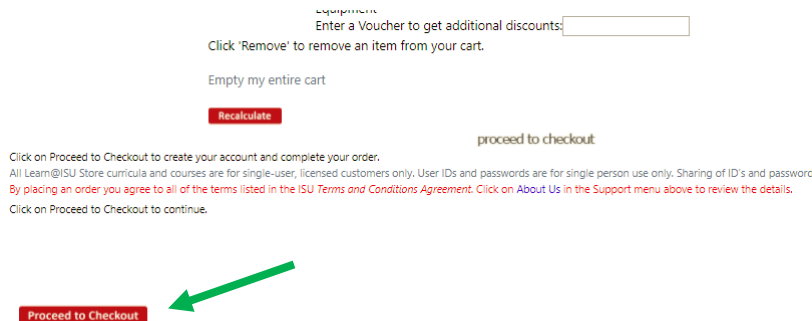 Equipment
Enter a Voucher to get additional discounts:
Click 'Remove' to remove an item from your cart.
Empty my entire cart
Recalculate
proceed to checkout
Click on Proceed to Checkout to create your account and complete your order.
All Learn@ISU Store curricula and courses are for single-user, licensed customers only. User IDs and passwords are for single person use only. Sharing of ID's and password
By placing an order you agree to all of the terms listed in the ISU Terms and Conditions Agreement. Click on About Us in the Support menu above to review the details.
Click on Proceed to Checkout to continue.
Proceed to Checkout